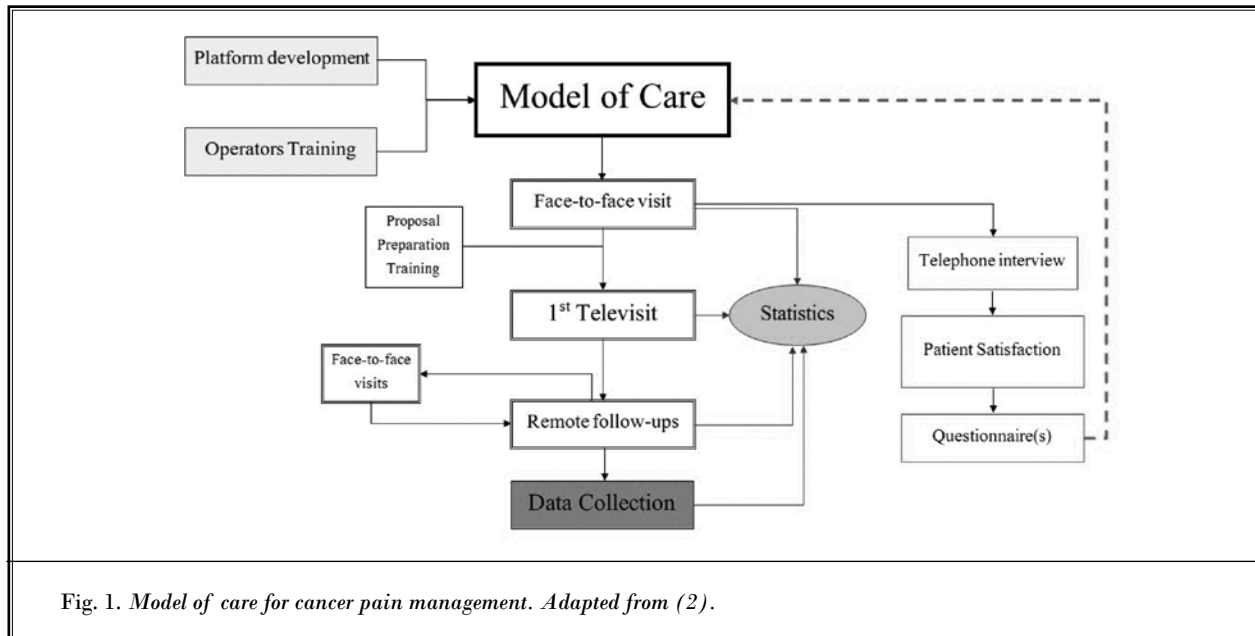 Platform development
Model of Care
Operators Training
Face-to-face visit
Proposal
Preparation
Training
Telephone interview
1st Televisit
Statistics
Patient Satisfaction
Face-to-face
visits
Remote follow-ups
Questionnaire(s)
Data Collection
Fig. 1. Model of care for cancer pain management. Adapted from (2).